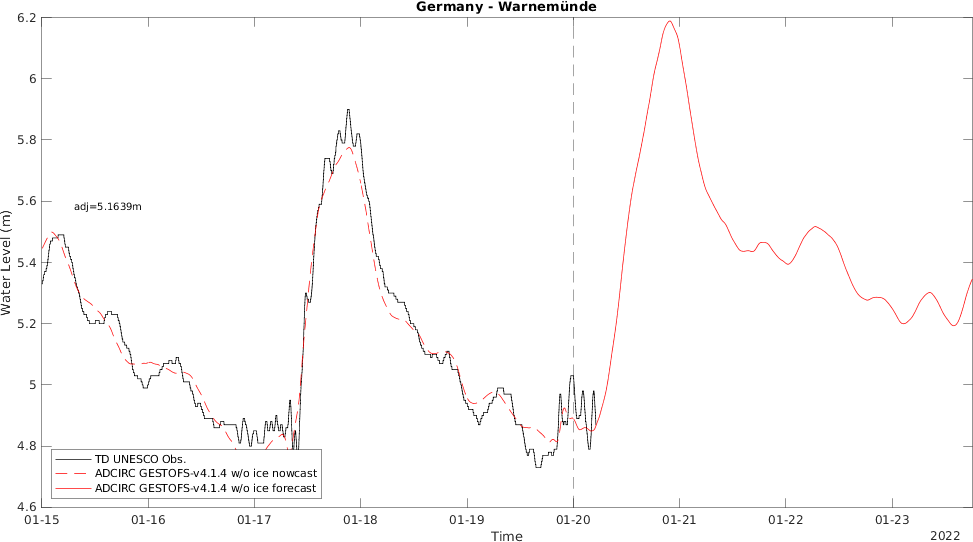 Germany - Warnemünde
6.2
6
5.8
5.6
5.4
5.2
5
4.8
4.6
Water Level (m)
adj=5.1639m
TD UNESCO Obs.
ADCIRC GESTOFS-v4.1.4 w/o ice nowcast
ADCIRC GESTOFS-v4.1.4 w/o ice forecast
01-15 01-16 01-17 01-18 01-19 01-20 01-21 01-22 01-23
Time
2022